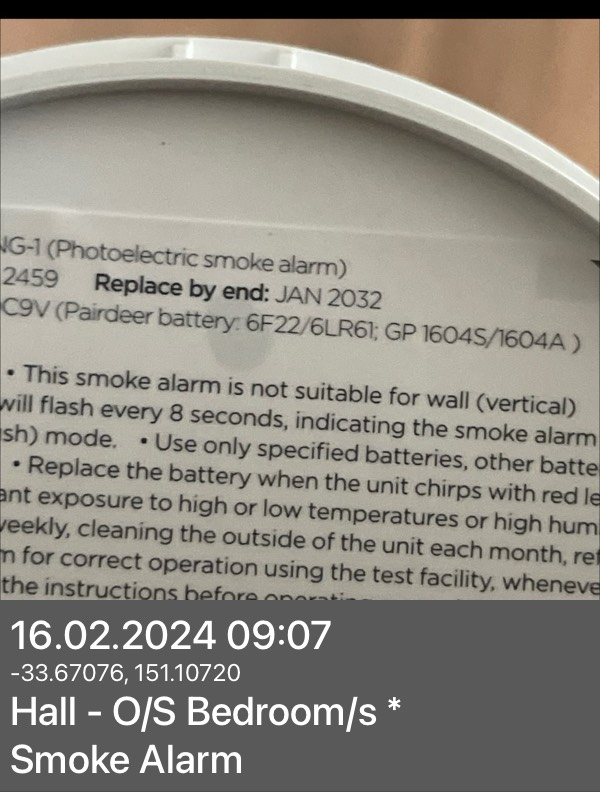 NG-1 (Photoelectric smoke alarm)
2459 Replace by end: JAN 2032
C9V (Pairdeer battery: 6F22/6LR61; GP 1604S/1604A )
• This smoke alarm is not suitable for wall (vertical)
will flash every 8 seconds, indicating the smoke alarm
sh) mode. • Use only specified batteries, other batte
• Replace the battery when the unit chirps with red le
ant exposure to high or low temperatures or high hum
weekly, cleaning the outside of the unit each month, ref
m for correct operation using the test facility, wheneve
the instructions before
16.02.2024 09:07
-33.67076, 151.10720
Hall - O/S Bedroom/s *
Smoke Alarm